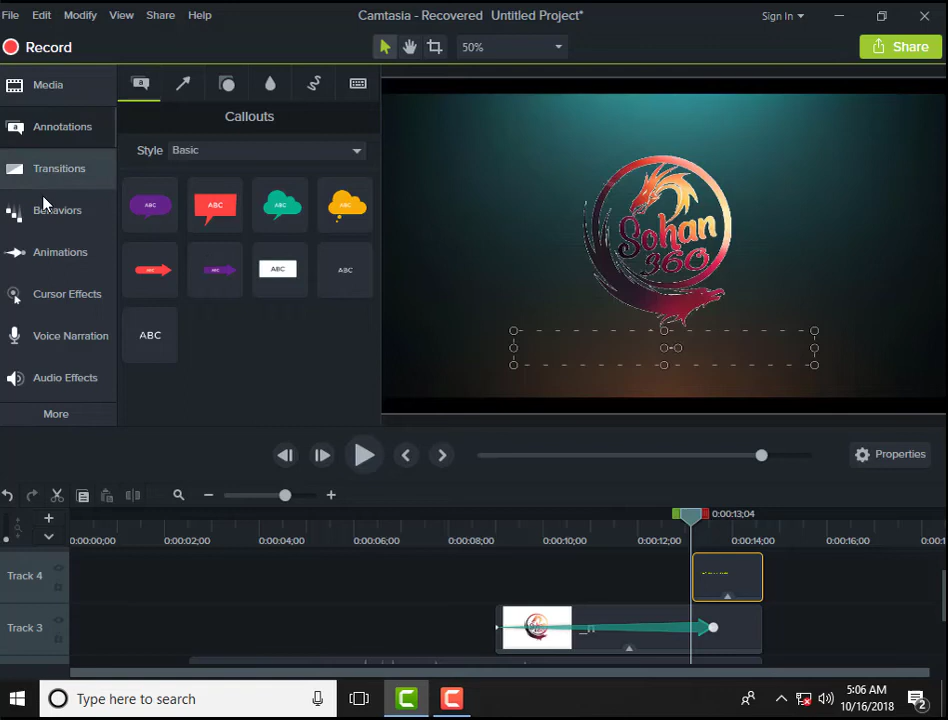 File Edit Modify View Share Help
Camtasia - Recovered Untitled Project*
Sign In
Record
50%
Share
Media
Annotations
Transitions
Behaviors
Animations
Cursor Effects
Voice Narration
Audio Effects
More
Callouts
Style Basic
ABC ABC ABC ABC
ABC ABC ABC ABC
ABC
Sohan
360
Properties
0:00:13;04
0:00:00;00 0:00:02;00 0:00:04;00 0:00:06;00 0:00:08;00 0:00:10;00 0:00:12;00 0:00:14;00 0:00:16;00
Track 4
Track 3
Type here to search
5:06 AM
10/16/2018
2